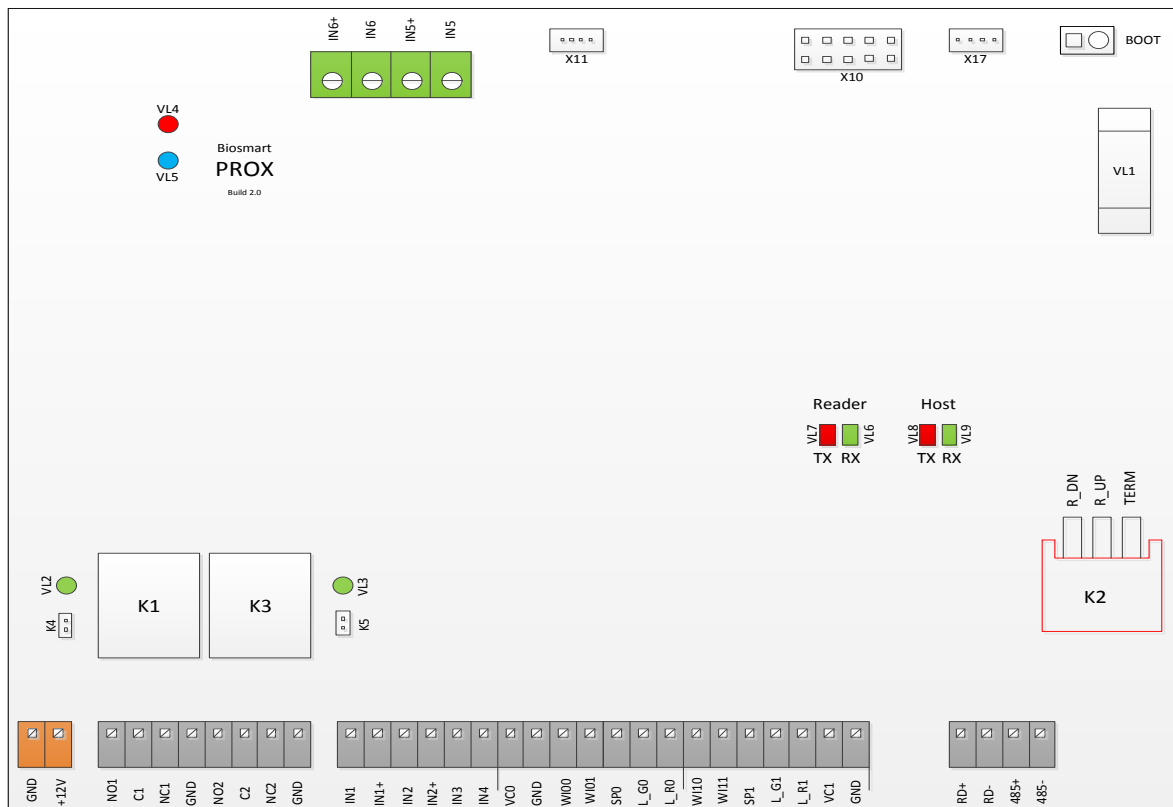 IN6+ IN6 IN5+ IN5
X11
X10
X17
BOOT
VL4
VL5
Biosmart
PROX
Build 2.0
VL1
Reader
Host
VL7
VL6
VL8
VL9
TX RX
TX RX
R_DN R_UP TERM
K2
VL2
K4
K1
K3
VL3
K5
GND +12V
NO1 C1 NC1 GND NO2 C2 NC2 GND
IN1 IN1+ IN2 IN2+ IN3 IN4 VC0 GND WI00 WI01 SP0 L_G0 L_R0 WI10 WI11 SP1 L_G1 L_R1 VC1 GND
RD+ RD- 485+ 485-